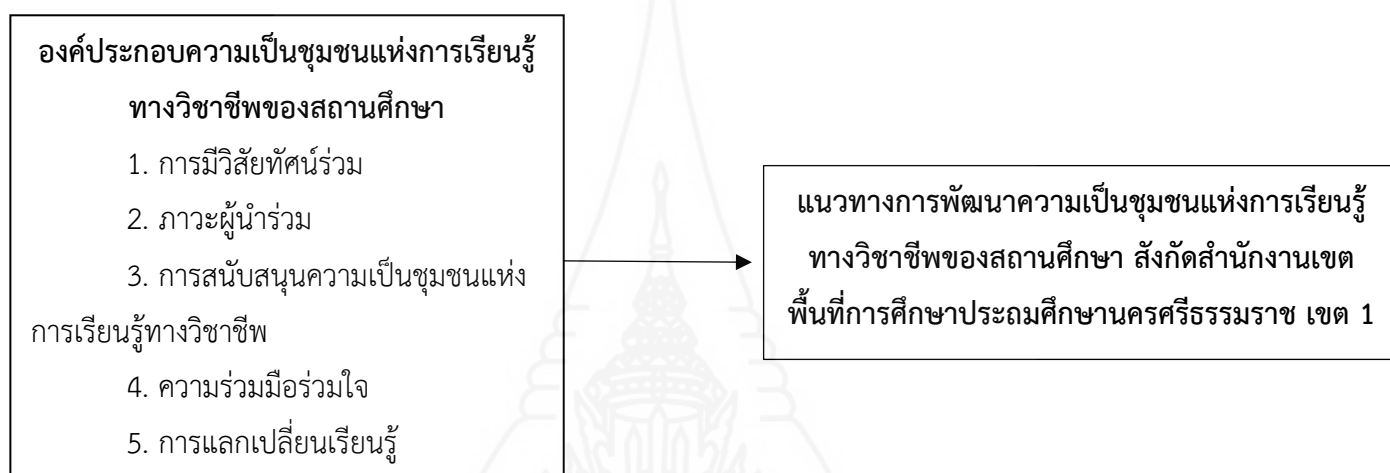 องค์ประกอบความเป็นชุมชนแห่งการเรียนรู้
ทางวิชาชีพของสถานศึกษา
1. การมีวิสัยทัศน์ร่วม
2. ภาวะผู้นำร่วม
3. การสนับสนุนความเป็นชุมชนแห่ง
การเรียนรู้ทางวิชาชีพ
4. ความร่วมมือร่วมใจ
5. การแลกเปลี่ยนเรียนรู้
แนวทางการพัฒนาความเป็นชุมชนแห่งการเรียนรู้
ทางวิชาชีพของสถานศึกษา สังกัดสำนักงานเขต
พื้นที่การศึกษาประถมศึกษานครศรีธรรมราช เขต 1